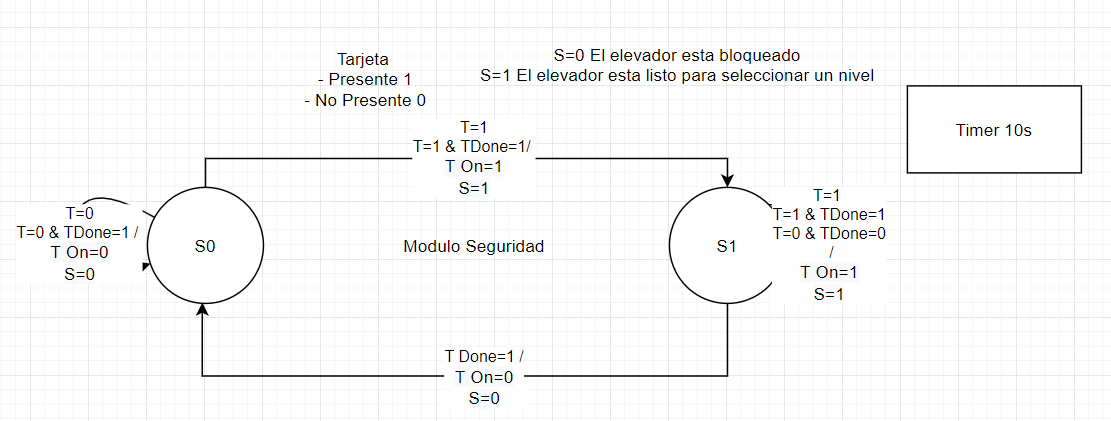 Tarjeta
- Presente 1
- No Presente 0
S=0 El elevador esta bloqueado
S=1 El elevador esta listo para seleccionar un nivel
Timer 10s
T=1
T=1 & TDone=1/
T On=1
S=1
T=0
T=0 & TDone=1 /
T On=0
S=0
S0
Modulo Seguridad
S1
T=1
T=1 & TDone=1
T=0 & TDone=0
/
T On=1
S=1
T Done=1 /
T On=0
S=0